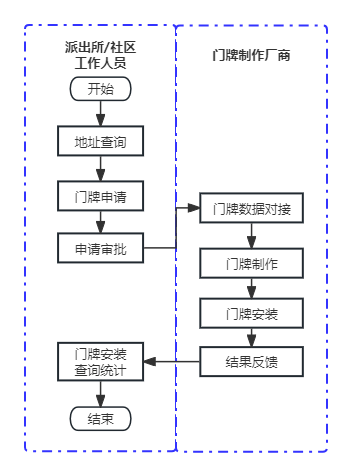 派出所/社区
工作人员
门牌制作厂商
开始
地址查询
门牌申请
申请审批
门牌数据对接
门牌制作
门牌安装
结果反馈
门牌安装
查询统计
结束